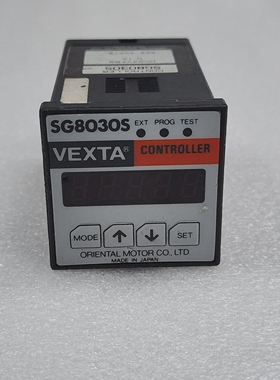 SG8030S
EXT PROG TEST
VEXTA® CONTROLLER
MODE SET
ORIENTAL MOTOR CO., LTD
MADE IN JAPAN